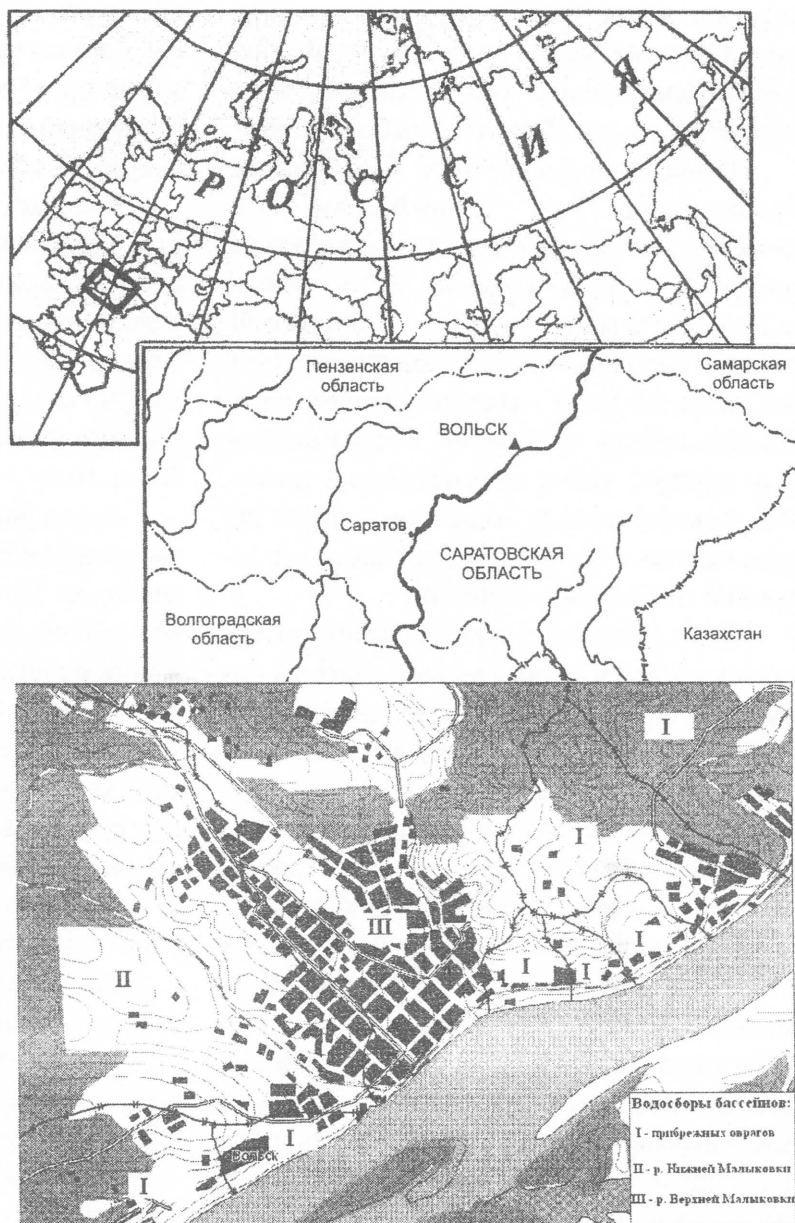 РОССИЯ
Пензенская
область
Самарская
область
ВОЛЬСК
Саратов
САРАТОВСКАЯ
ОБЛАСТЬ
Волгоградская
область
Казахстан
I
I
III
II
I
I
I
I
Вольск
I
Водосборы бассейнов:
I - прибрежных оврагов
II - р. Нижней Малыковки
III - р. Верхней Малыковки